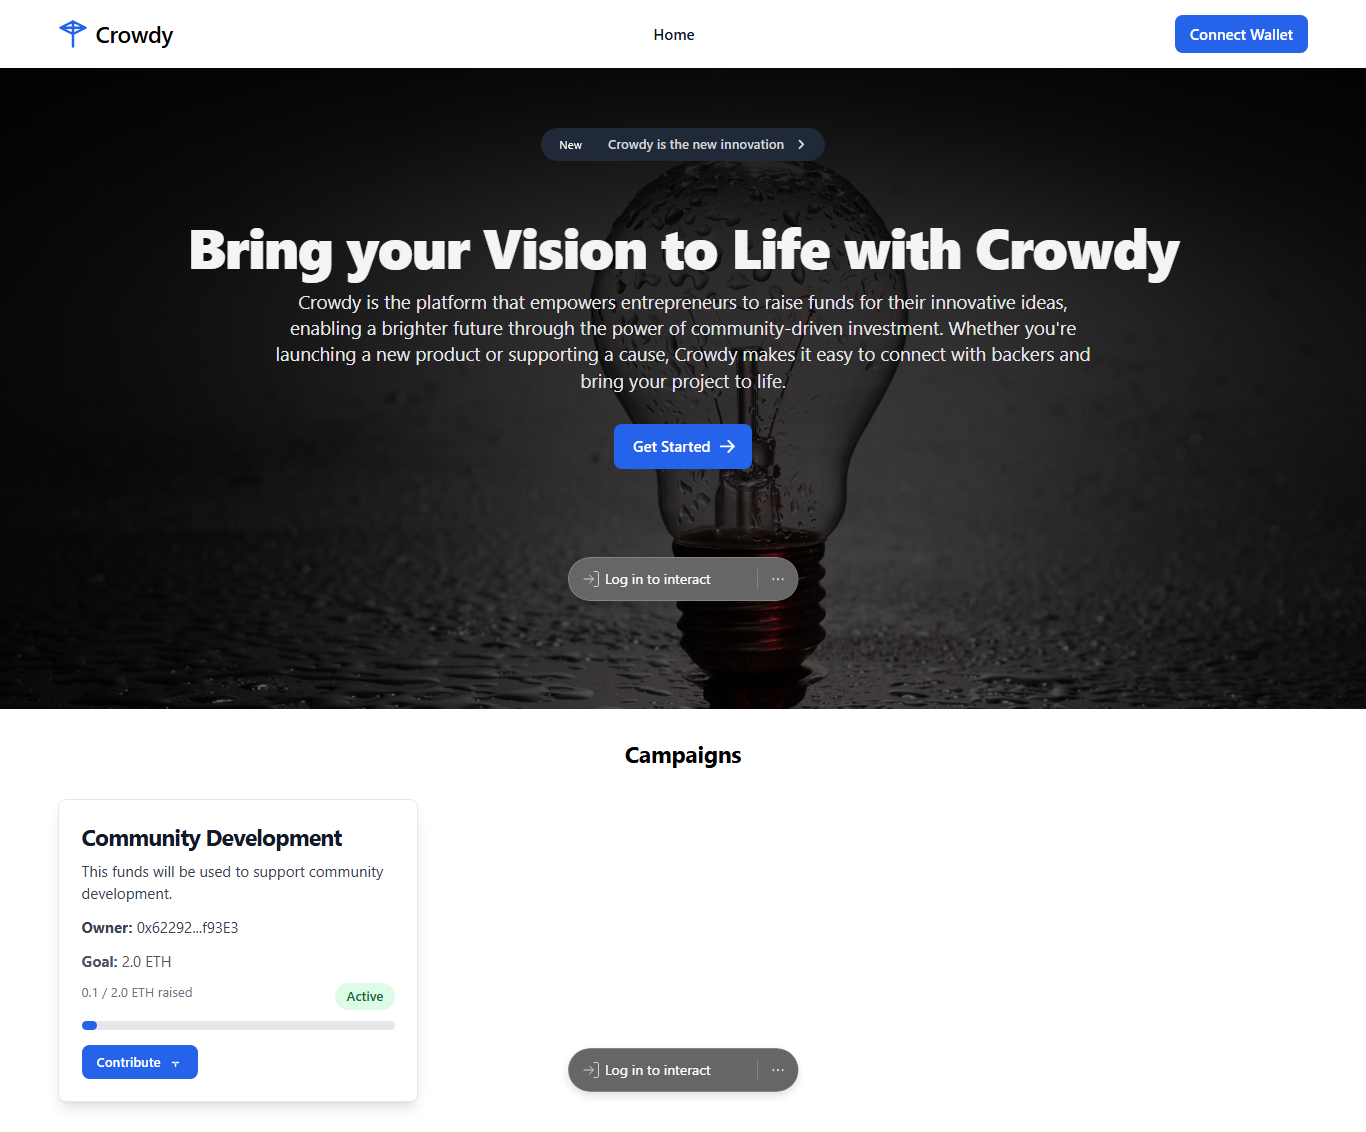 Crowdy
Home
Connect Wallet
New
Crowdy is the new innovation
Bring your Vision to Life with Crowdy
Crowdy is the platform that empowers entrepreneurs to raise funds for their innovative ideas,
enabling a brighter future through the power of community-driven investment. Whether you're
launching a new product or supporting a cause, Crowdy makes it easy to connect with backers and
bring your project to life.
Get Started
Log in to interact
Campaigns
Community Development
This funds will be used to support community
development.
Owner: 0x62292...f93E3
Goal: 2.0 ETH
0.1 / 2.0 ETH raised
Active
Contribute
Log in to interact